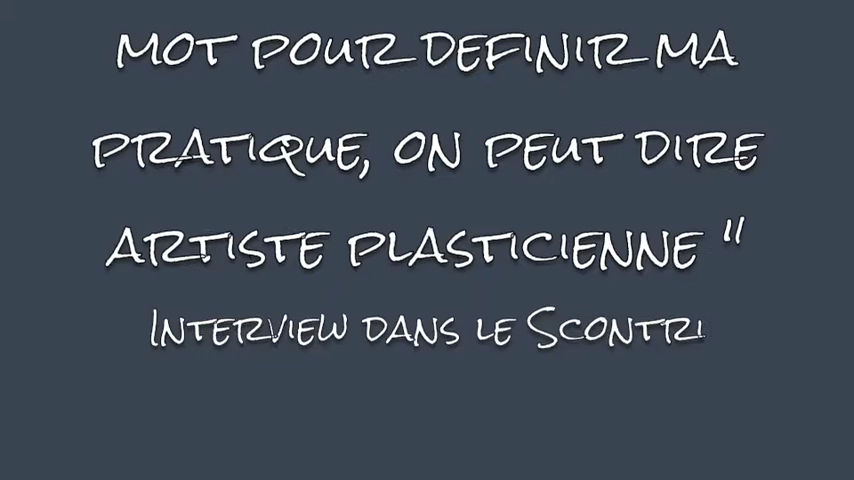 MOT POUR DEFINIR MA
PRATIQUE, ON PEUT DIRE
ARTISTE PLASTICIENNE "
INTERVIEW DANS LE SCONTRI